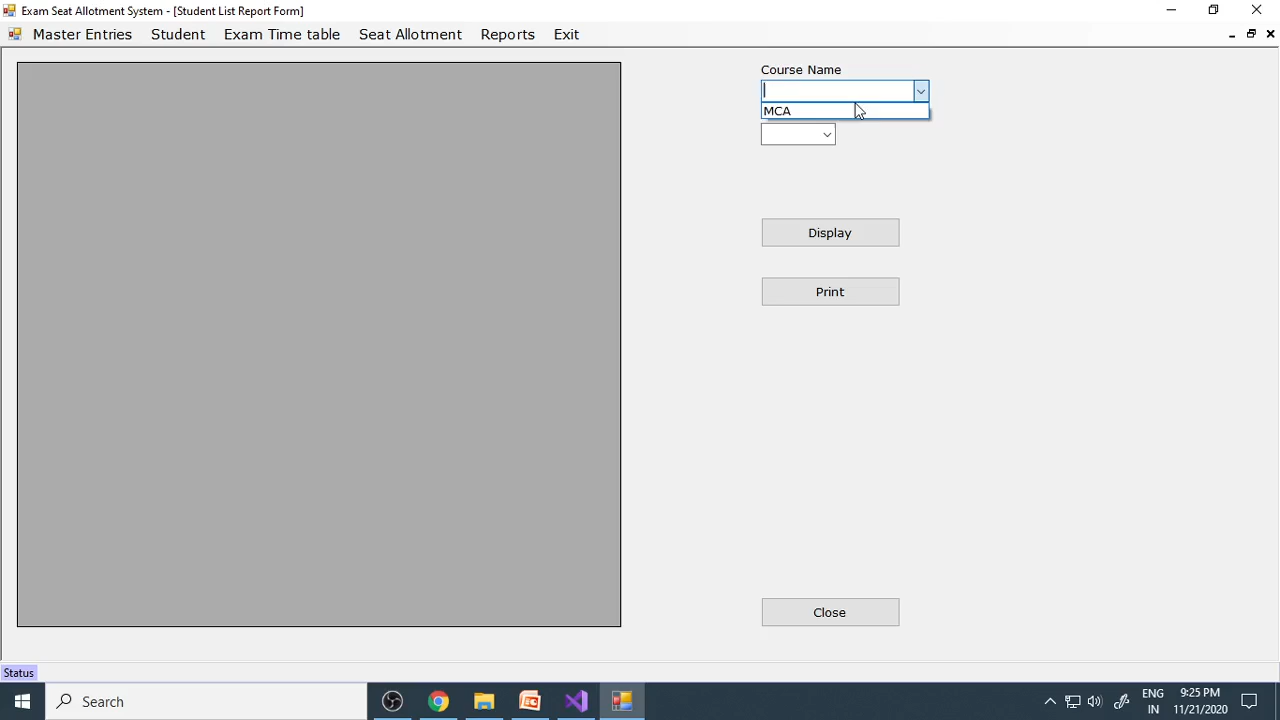 Exam Seat Allotment System - [Student List Report Form]
Master Entries Student Exam Time table Seat Allotment Reports Exit
Course Name
MCA
Display
Print
Close
Status
Search
ENG 9:25 PM
IN 11/21/2020